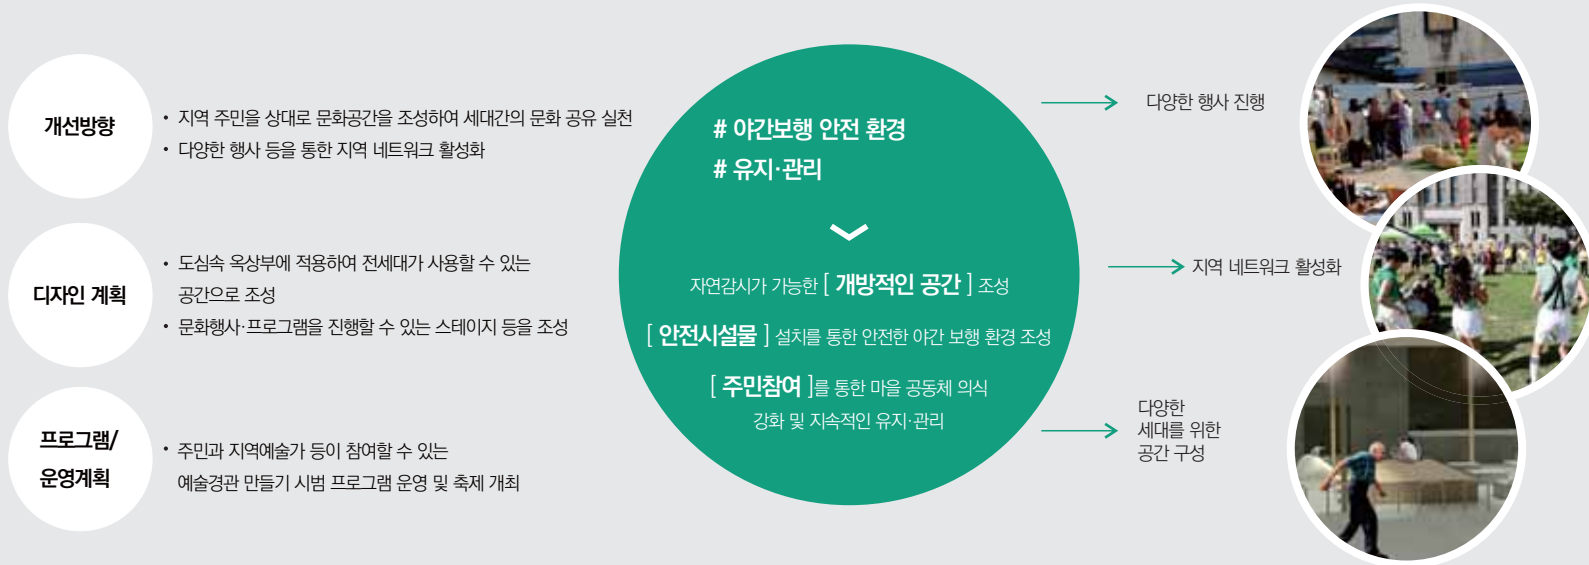 개선방향
• 지역 주민을 상대로 문화공간을 조성하여 세대간의 문화 공유 실천
• 다양한 행사 등을 통한 지역 네트워크 활성화
디자인 계획
• 도심속 옥상부에 적용하여 전세대가 사용할 수 있는
공간으로 조성
• 문화행사·프로그램을 진행할 수 있는 스테이지 등을 조성
프로그램/
운영계획
• 주민과 지역예술가 등이 참여할 수 있는
예술경관 만들기 시범 프로그램 운영 및 축제 개최
# 야간보행 안전 환경
# 유지·관리
자연감시가 가능한 [ 개방적인 공간 ] 조성
[ 안전시설물 ] 설치를 통한 안전한 야간 보행 환경 조성
[ 주민참여 ]를 통한 마을 공동체 의식
강화 및 지속적인 유지·관리
다양한 행사 진행
지역 네트워크 활성화
다양한
세대를 위한
공간 구성